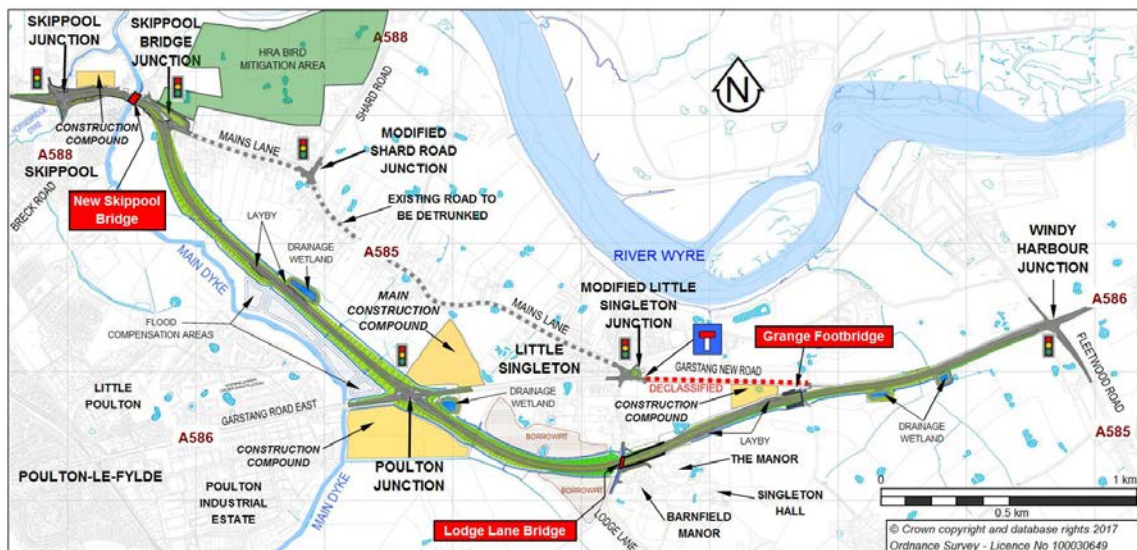 SKIPPOOL
JUNCTION
SKIPPOOL
BRIDGE
JUNCTION
HRA BIRD
MITIGATION AREA
A588
SHARD ROAD
N
HORSEBRIDGE
DYKE
CONSTRUCTION
COMPOUND
A588
SKIPPOOL
BRECK ROAD
New Skippool
Bridge
MAINS LANE
MODIFIED
SHARD ROAD
JUNCTION
EXISTING ROAD TO
BE DETRUNKED
A585
LAYBY
DRAINAGE
WETLAND
MAIN DYKE
FLOOD
COMPENSATION AREAS
MAIN
CONSTRUCTION
COMPOUND
MAINS LANE
RIVER WYRE
MODIFIED LITTLE
SINGLETON
JUNCTION
WINDY
HARBOUR
JUNCTION
A586
Grange Footbridge
GARSTANG NEW ROAD
DECLASSIFIED
LITTLE
SINGLETON
CONSTRUCTION
COMPOUND
FLEETWOOD ROAD
LITTLE
POULTON
GARSTANG ROAD EAST
A586
DRAINAGE
WETLAND
LAYBY
DRAINAGE
WETLAND
A585
CONSTRUCTION
COMPOUND
BORROWPIT
POULTON-LE-FYLDE
POULTON
INDUSTRIAL
ESTATE
MAIN DYKE
POULTON
JUNCTION
BORROWPIT
THE MANOR
SINGLETON
HALL
Lodge Lane Bridge
LODGE LANE
BARNFIELD
MANOR
0
1 km
0.5 km
© Crown copyright and database rights 2017
Ordnance Survey - Licence No 100030649